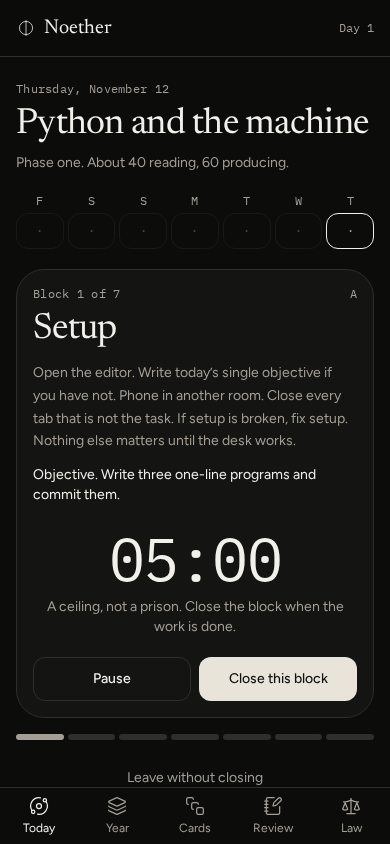 Noether
Day 1
Thursday, November 12
Python and the machine
Phase one. About 40 reading, 60 producing.
F S S M T W T
· · · · · · ·
Block 1 of 7
A
Setup
Open the editor. Write today's single objective if
you have not. Phone in another room. Close every
tab that is not the task. If setup is broken, fix setup.
Nothing else matters until the desk works.
Objective. Write three one-line programs and
commit them.
05:00
A ceiling, not a prison. Close the block when the
work is done.
Pause
Close this block
Leave without closing
Today
Year
Cards
Review
Law